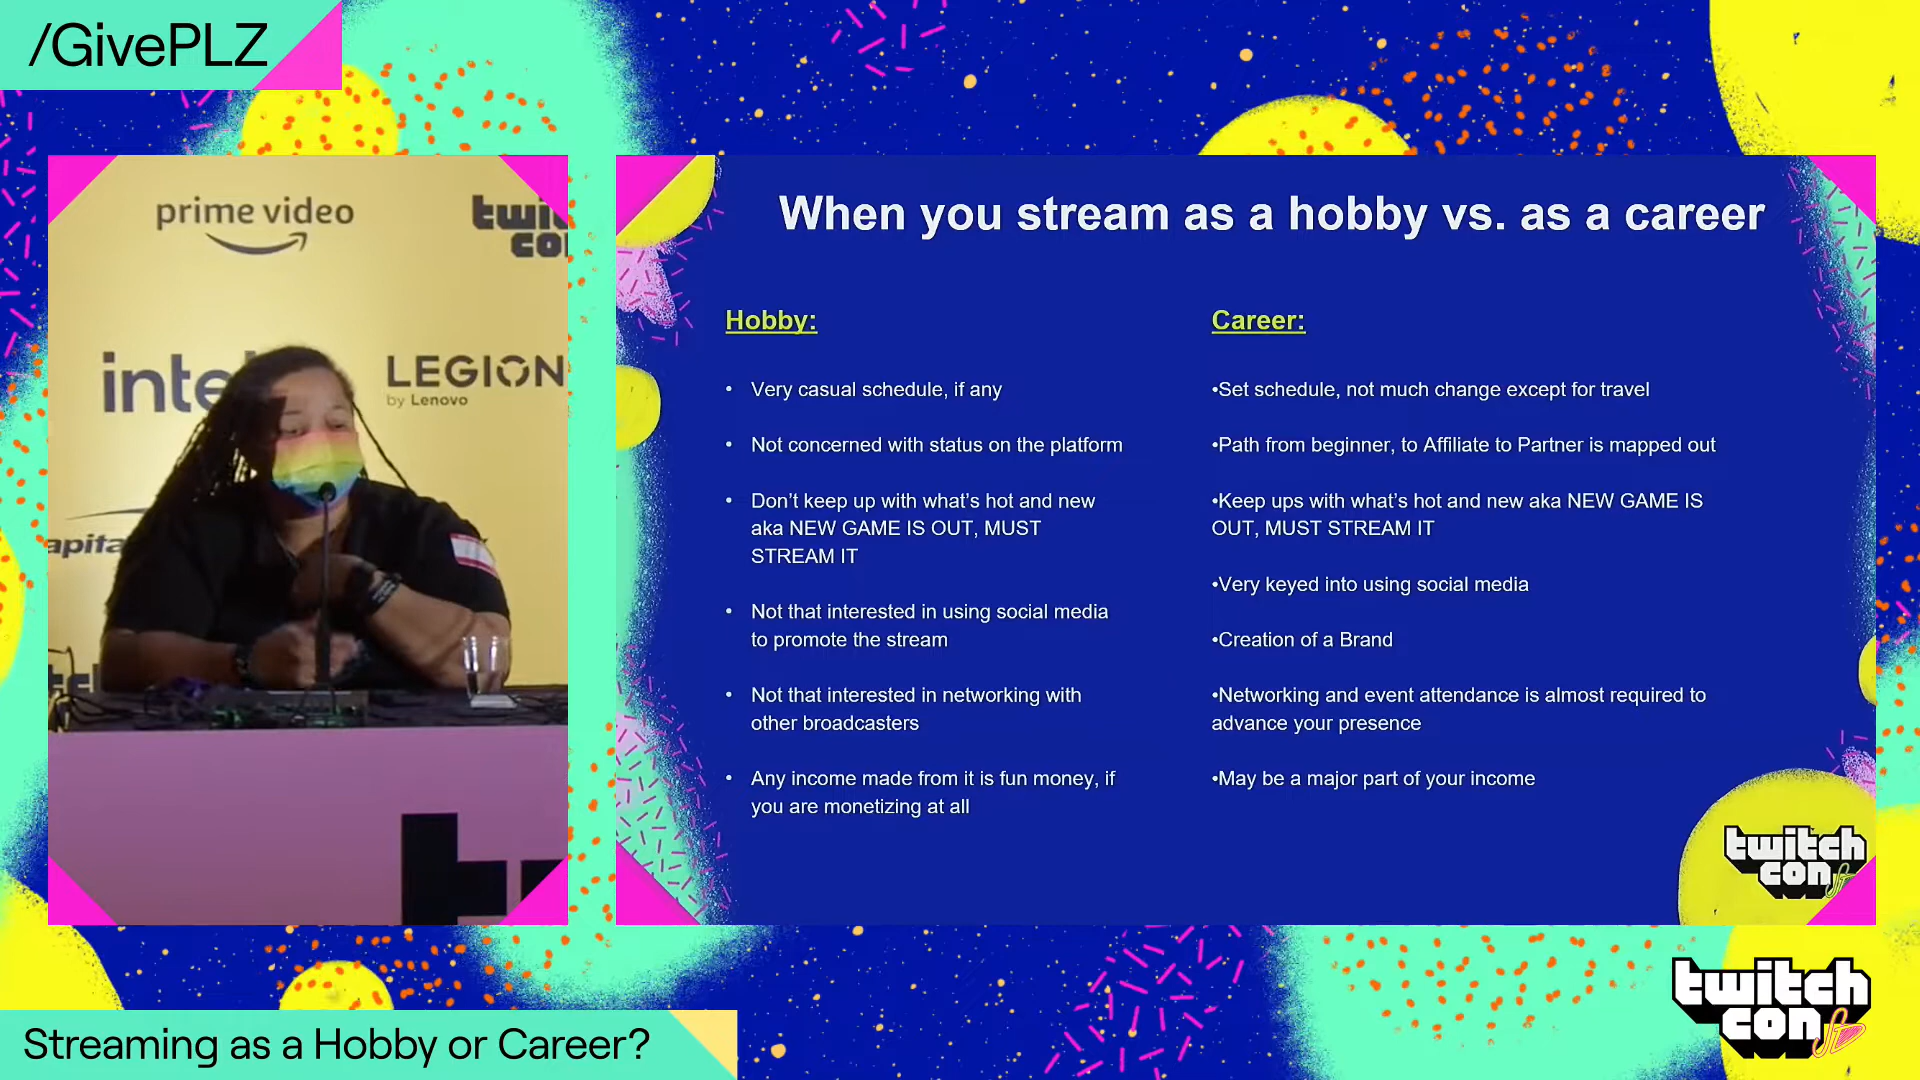 /GivePLZ
prime video
twit
con
inte
LEGION
by Lenovo
apita
When you stream as a hobby vs. as a career
Hobby:
• Very casual schedule, if any
• Not concerned with status on the platform
• Don’t keep up with what’s hot and new
aka NEW GAME IS OUT, MUST
STREAM IT
• Not that interested in using social media
to promote the stream
• Not that interested in networking with
other broadcasters
• Any income made from it is fun money, if
you are monetizing at all
Career:
•Set schedule, not much change except for travel
•Path from beginner, to Affiliate to Partner is mapped out
•Keep ups with what’s hot and new aka NEW GAME IS
OUT, MUST STREAM IT
•Very keyed into using social media
•Creation of a Brand
•Networking and event attendance is almost required to
advance your presence
•May be a major part of your income
twitch
con
twitch
con
Streaming as a Hobby or Career?